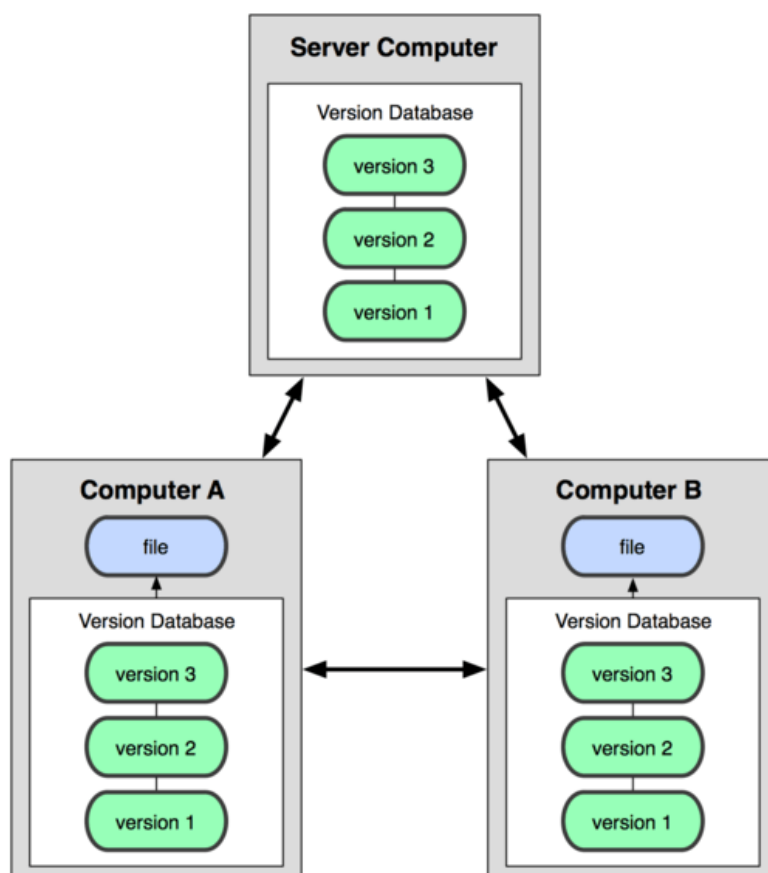 Server Computer
Version Database
version 3
version 2
version 1
Computer A
file
Version Database
version 3
version 2
version 1
Computer B
file
Version Database
version 3
version 2
version 1